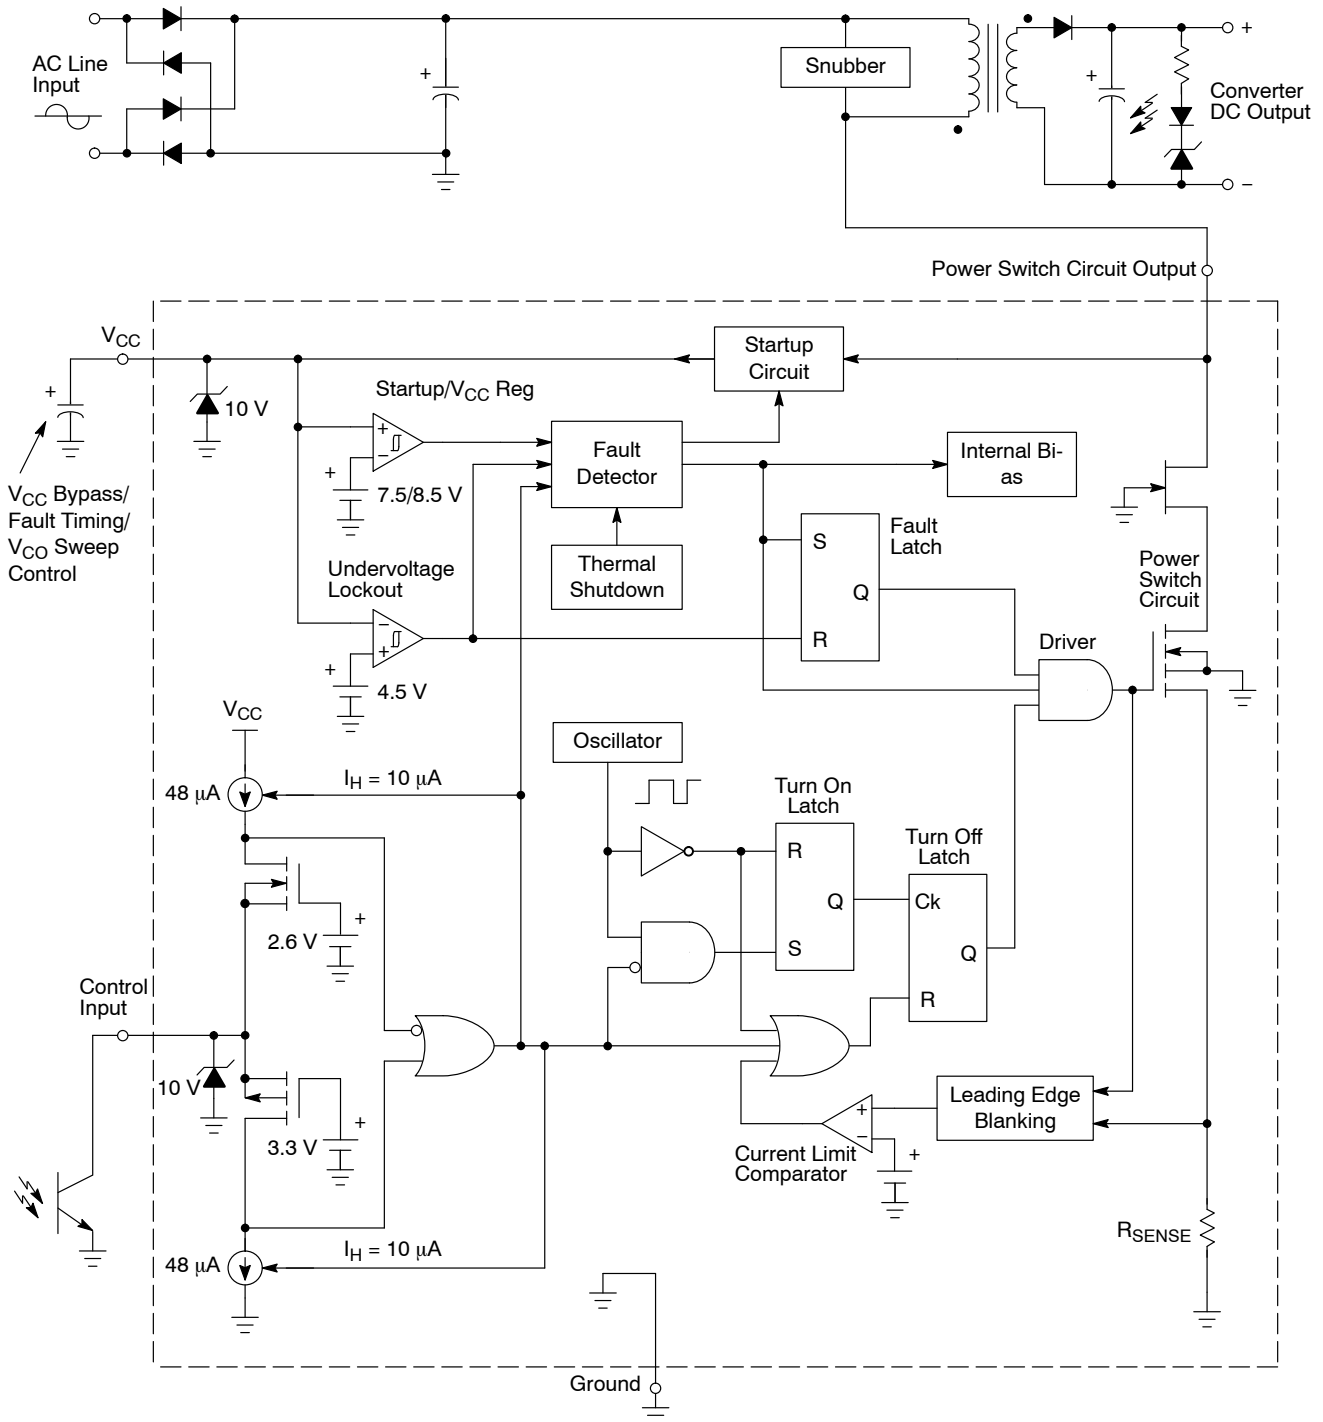 AC Line
Input
+
Snubber
+
+
Converter
DC Output
−
Power Switch Circuit Output
VCC
+
10 V
Startup/VCC Reg
Startup
Circuit
+
−
+
7.5/8.5 V
Fault
Detector
Internal Bi-
as
VCC Bypass/
Fault Timing/
VCO Sweep
Control
Thermal
Shutdown
S
Q
R
Fault
Latch
Power
Switch
Circuit
Undervoltage
Lockout
−
+
+
4.5 V
Driver
VCC
Oscillator
48 μA
IH = 10 μA
Turn On
Latch
R
Q
S
Turn Off
Latch
Ck
Q
R
+
2.6 V
Control
Input
10 V
+
3.3 V
Leading Edge
Blanking
+
−
+
Current Limit
Comparator
RSENSE
48 μA
IH = 10 μA
Ground